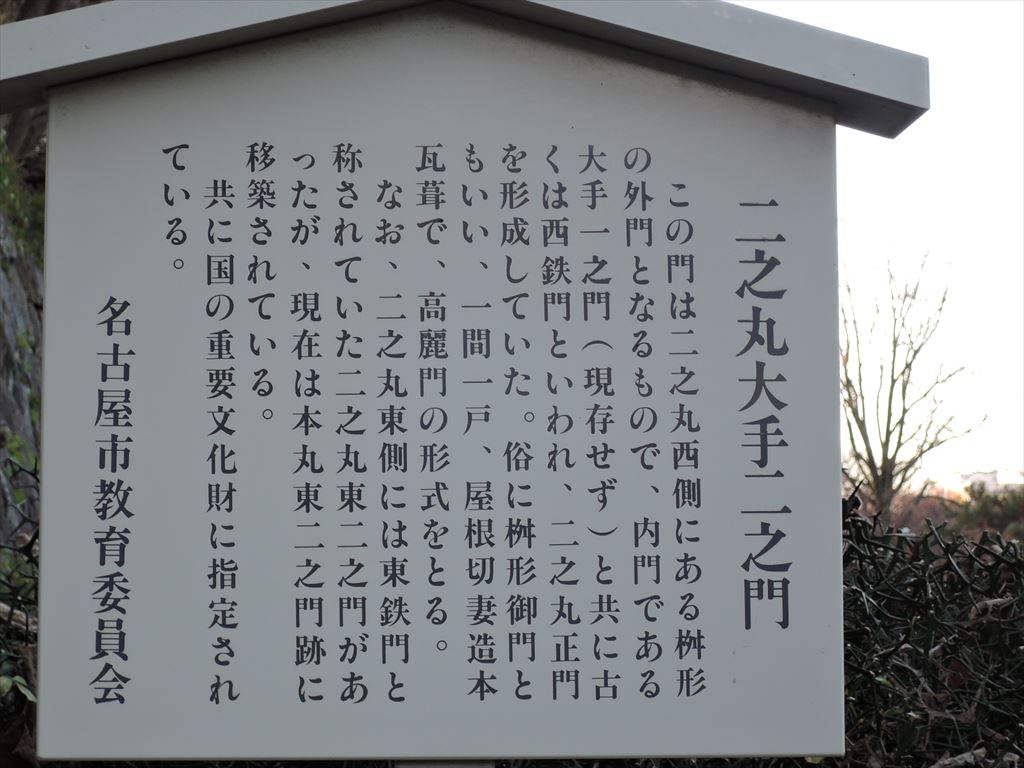 二之丸大手二之門
この門は二之丸西側にある桝形
の外門となるもので、内門である
大手一之門（現存せず）と共に古
くは西鉄門といわれ、二之丸正門
を形成していた。俗に桝形御門と
もいい、一間一戸、屋根切妻造本
瓦葺で、高麗門の形式をとる。
なお、二之丸東側には東鉄門と
称されていた二之丸東二之門があ
ったが、現在は本丸東二之門跡に
移築されている。
共に国の重要文化財に指定され
ている。
名古屋市教育委員会